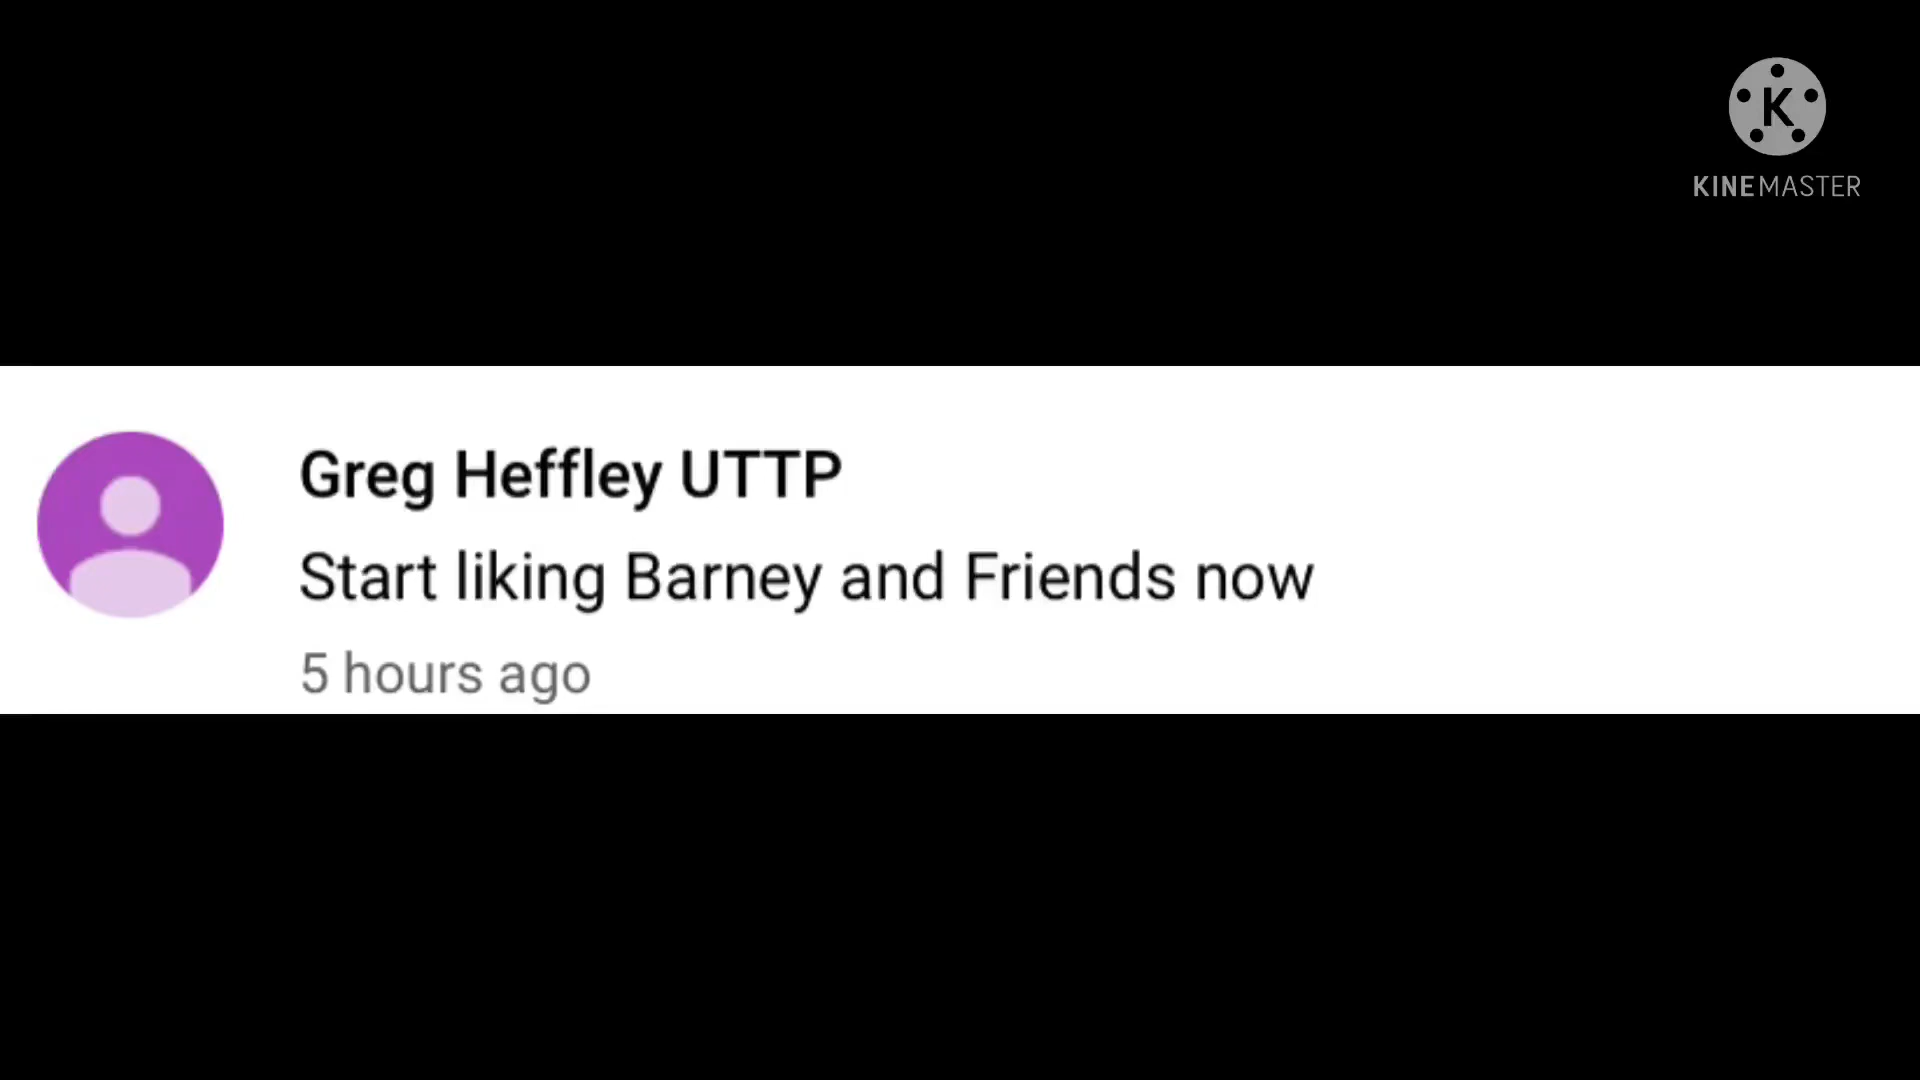 K
KINEMASTER
Greg Heffley UTTP
Start liking Barney and Friends now
5 hours ago